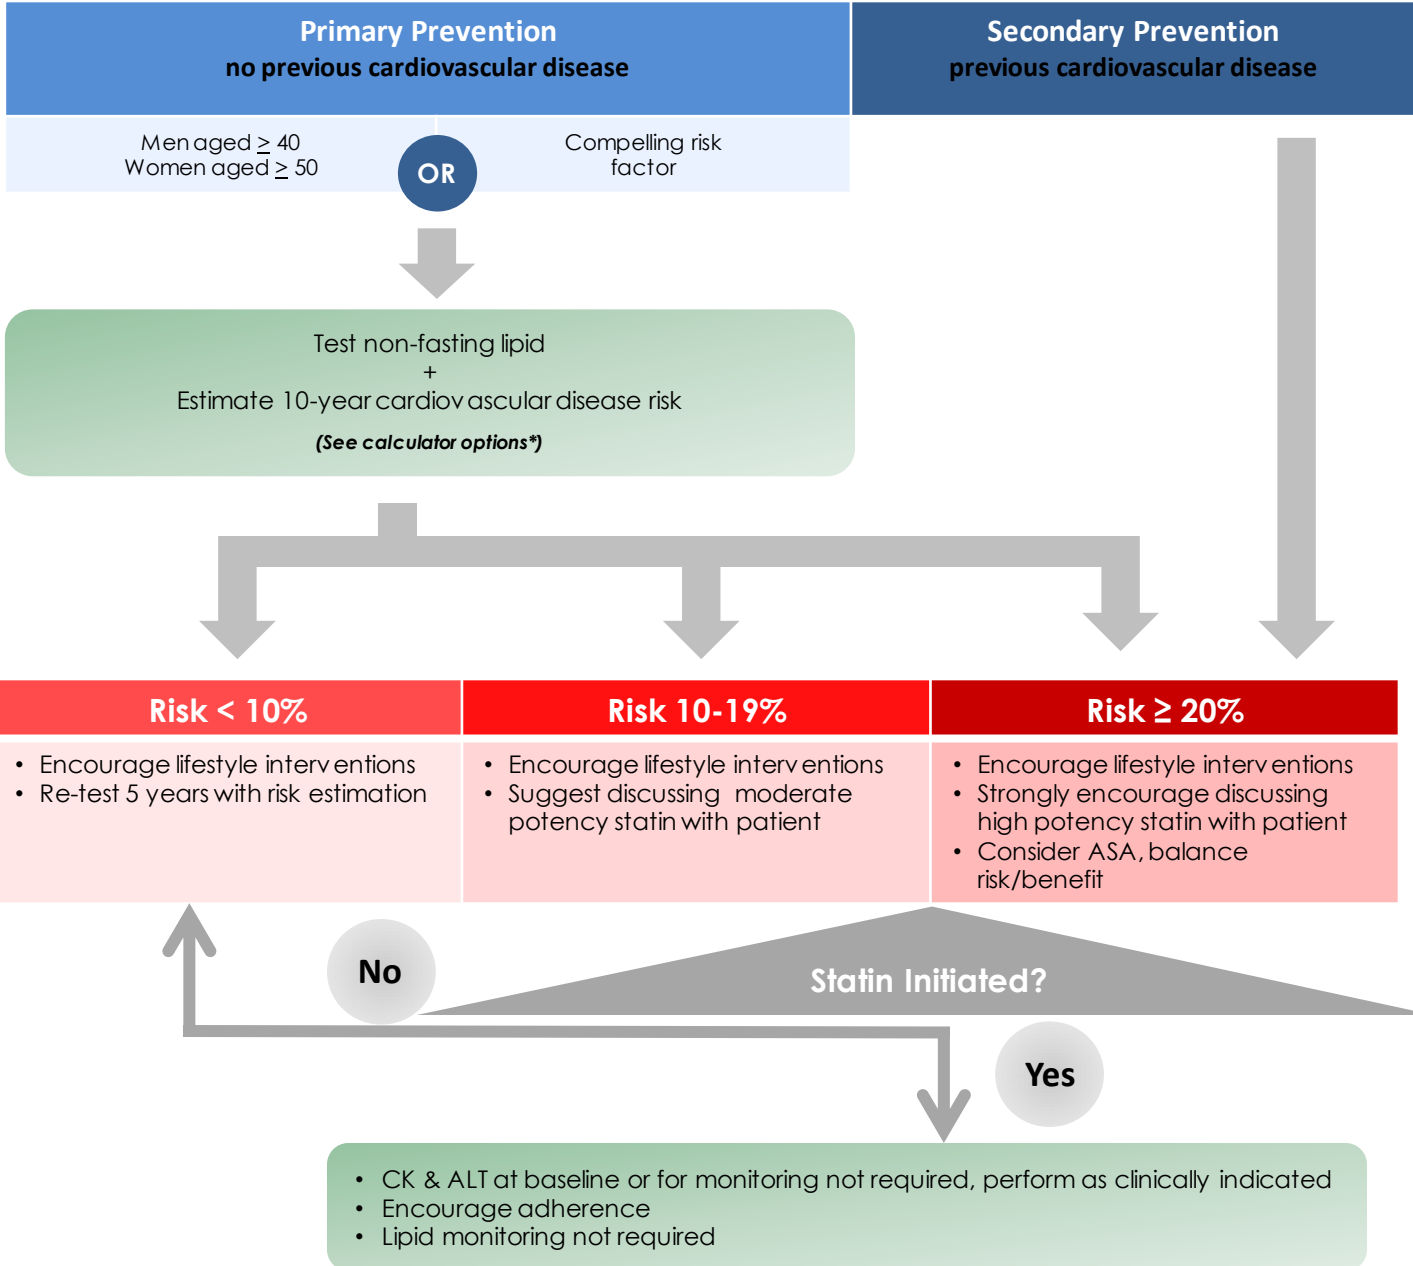 Primary Prevention
no previous cardiovascular disease
Secondary Prevention
previous cardiovascular disease
Men aged ≥ 40
Women aged ≥ 50
OR
Compelling risk
factor
Test non-fasting lipid
+
Estimate 10-year cardiovascular disease risk
(See calculator options*)
Risk < 10%
• Encourage lifestyle interventions
• Re-test 5 years with risk estimation
Risk 10-19%
• Encourage lifestyle interventions
• Suggest discussing moderate
potency statin with patient
Risk ≥ 20%
• Encourage lifestyle interventions
• Strongly encourage discussing
high potency statin with patient
• Consider ASA, balance
risk/benefit
No
Statin Initiated?
Yes
• CK & ALT at baseline or for monitoring not required, perform as clinically indicated
• Encourage adherence
• Lipid monitoring not required